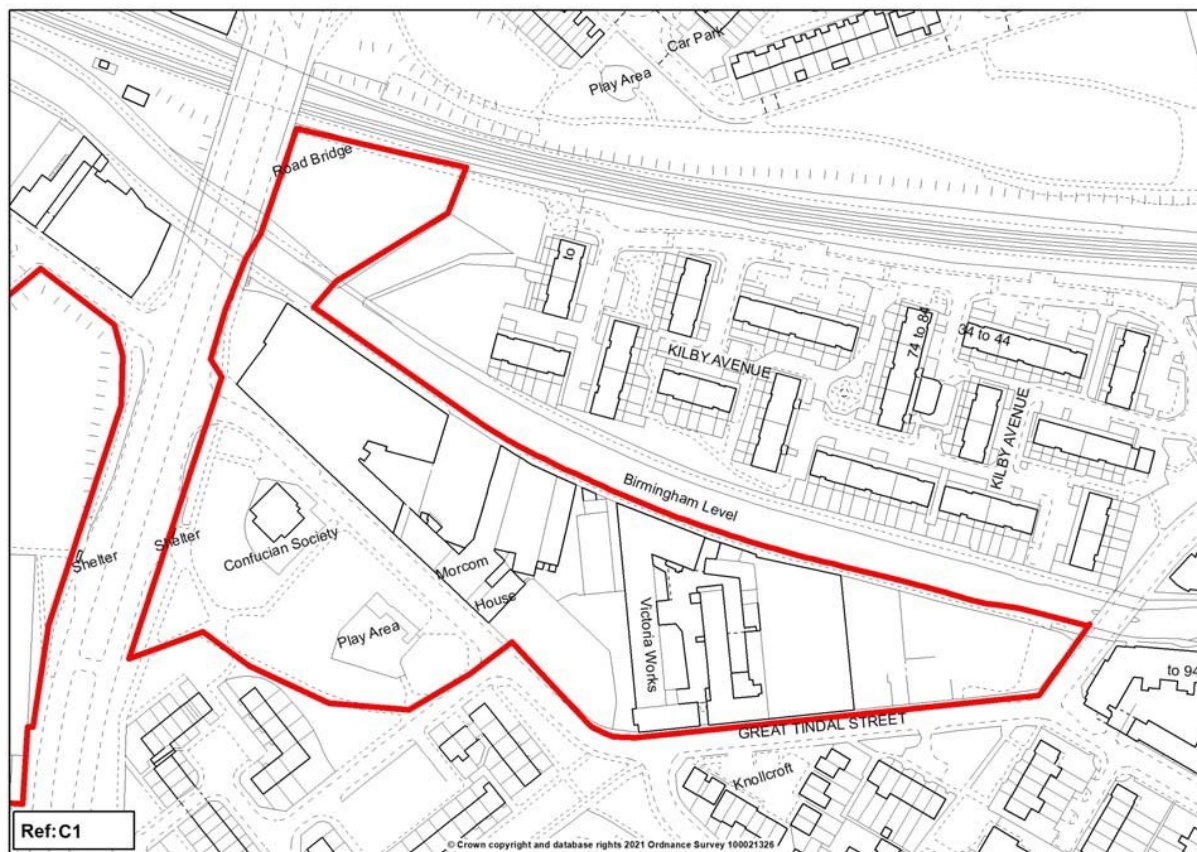 Car Park
Play Area
Road Bridge
to
74 to 84
34 to 44
KILBY AVENUE
KILBY AVENUE
Birmingham Level
Shelter
Shelter
Confucian Society
Morcom
House
Play Area
Victoria Works
to 94
GREAT TINDAL STREET
Knollcroft
Ref:C1
© Crown copyright and database rights 2021 Ordnance Survey 100021326